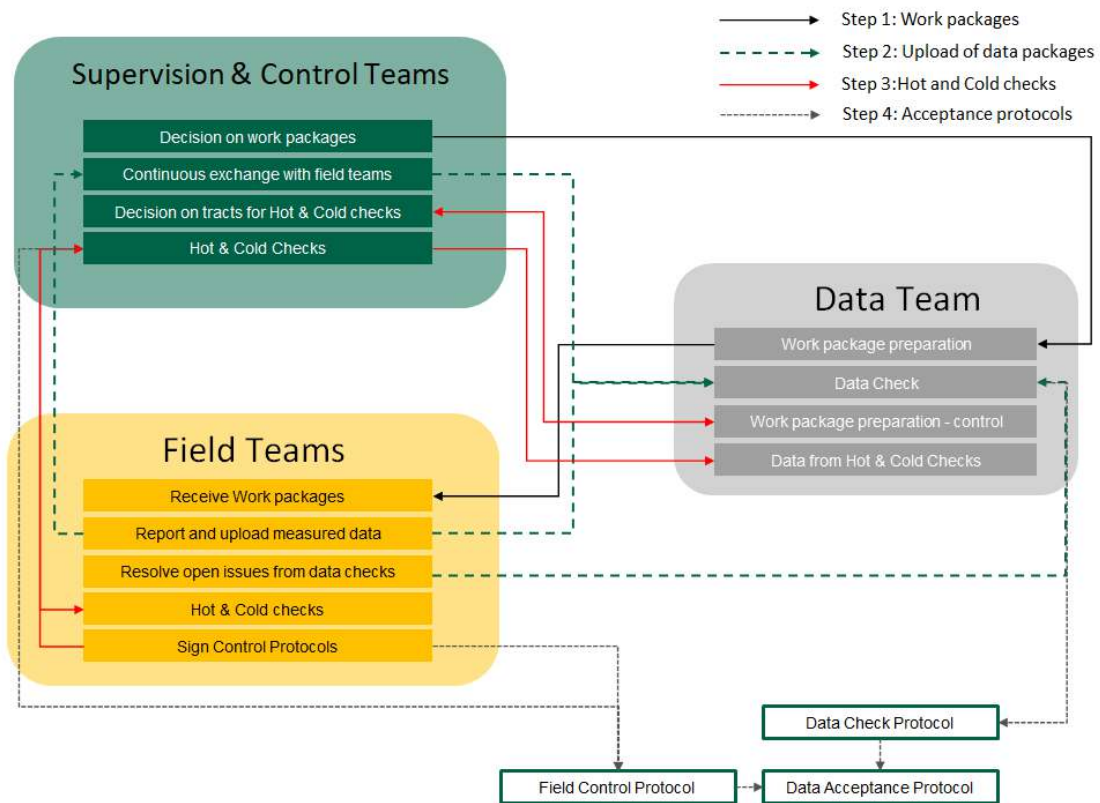 Step 1: Work packages
Step 2: Upload of data packages
Step 3:Hot and Cold checks
Step 4: Acceptance protocols
Supervision & Control Teams
Decision on work packages
Continuous exchange with field teams
Decision on tracts for Hot & Cold checks
Hot & Cold Checks
Data Team
Work package preparation
Data Check
Work package preparation - control
Data from Hot & Cold Checks
Field Teams
Receive Work packages
Report and upload measured data
Resolve open issues from data checks
Hot & Cold checks
Sign Control Protocols
Data Check Protocol
Field Control Protocol
Data Acceptance Protocol